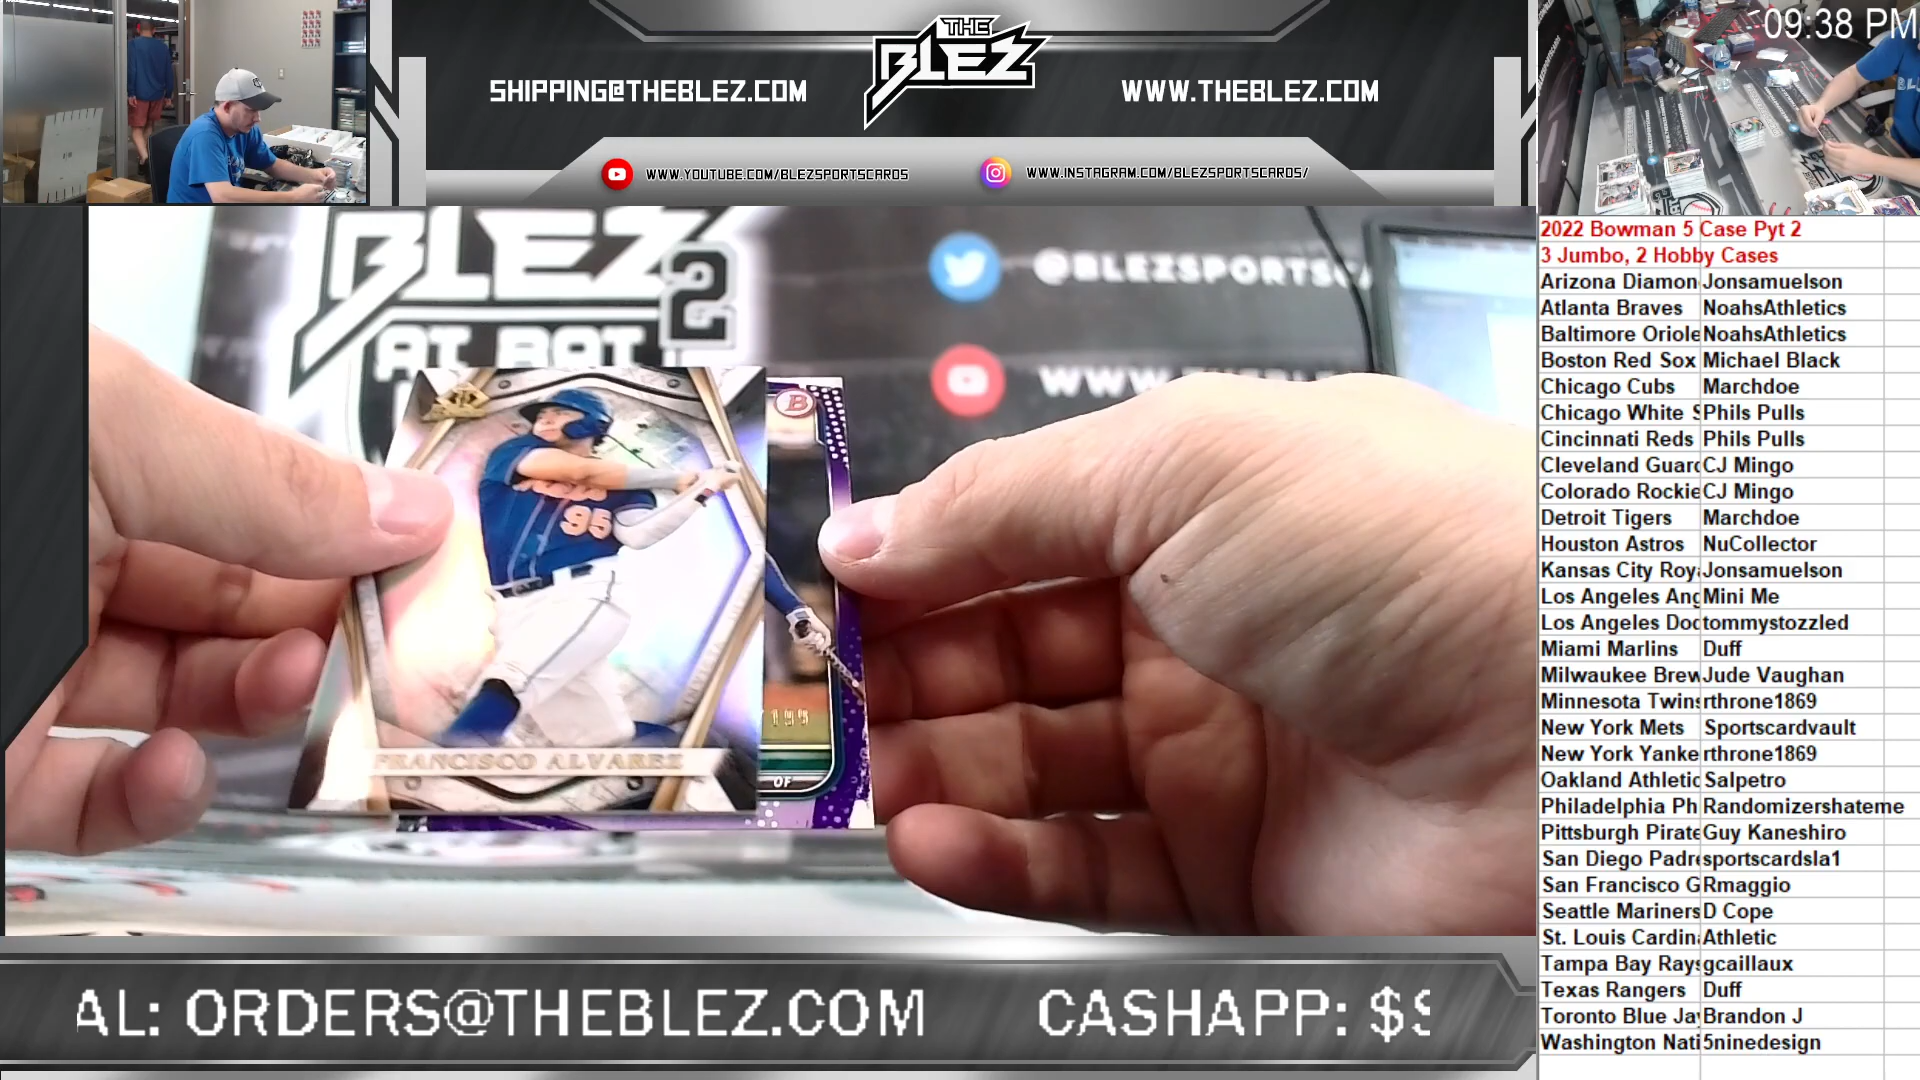 09:38 PM
THE
BLEZ
SHIPPING@THEBLEZ.COM
WWW.THEBLEZ.COM
WWW.YOUTUBE.COM/BLEZSPORTSCARDS
WWW.INSTAGRAM.COM/BLEZSPORTSCARDS/
BLEZ
2
AT BAT
@BLEZSPORTSC
WWW.
B
95
FRANCISCO ALVAREZ
OF
2022 Bowman 5 Case Pyt 2
3 Jumbo, 2 Hobby Cases
Arizona Diamon Jonsamuelson
Atlanta Braves NoahsAthletics
Baltimore Oriole NoahsAthletics
Boston Red Sox Michael Black
Chicago Cubs Marchdoe
Chicago White S Phils Pulls
Cincinnati Reds Phils Pulls
Cleveland Guard CJ Mingo
Colorado Rockie CJ Mingo
Detroit Tigers Marchdoe
Houston Astros NuCollector
Kansas City Roy Jonsamuelson
Los Angeles Ang Mini Me
Los Angeles Doc tommystozzled
Miami Marlins Duff
Milwaukee Brew Jude Vaughan
Minnesota Twins rthrone1869
New York Mets Sportscardvault
New York Yanke rthrone1869
Oakland Athletic Salpetro
Philadelphia Ph Randomizershateme
Pittsburgh Pirate Guy Kaneshiro
San Diego Padre sportscardsla1
San Francisco G Rmaggio
Seattle Mariners D Cope
St. Louis Cardin Athletic
Tampa Bay Rays gcaillaux
Texas Rangers Duff
Toronto Blue Jay Brandon J
Washington Nati 5ninedesign
AL: ORDERS@THEBLEZ.COM CASHAPP: $S